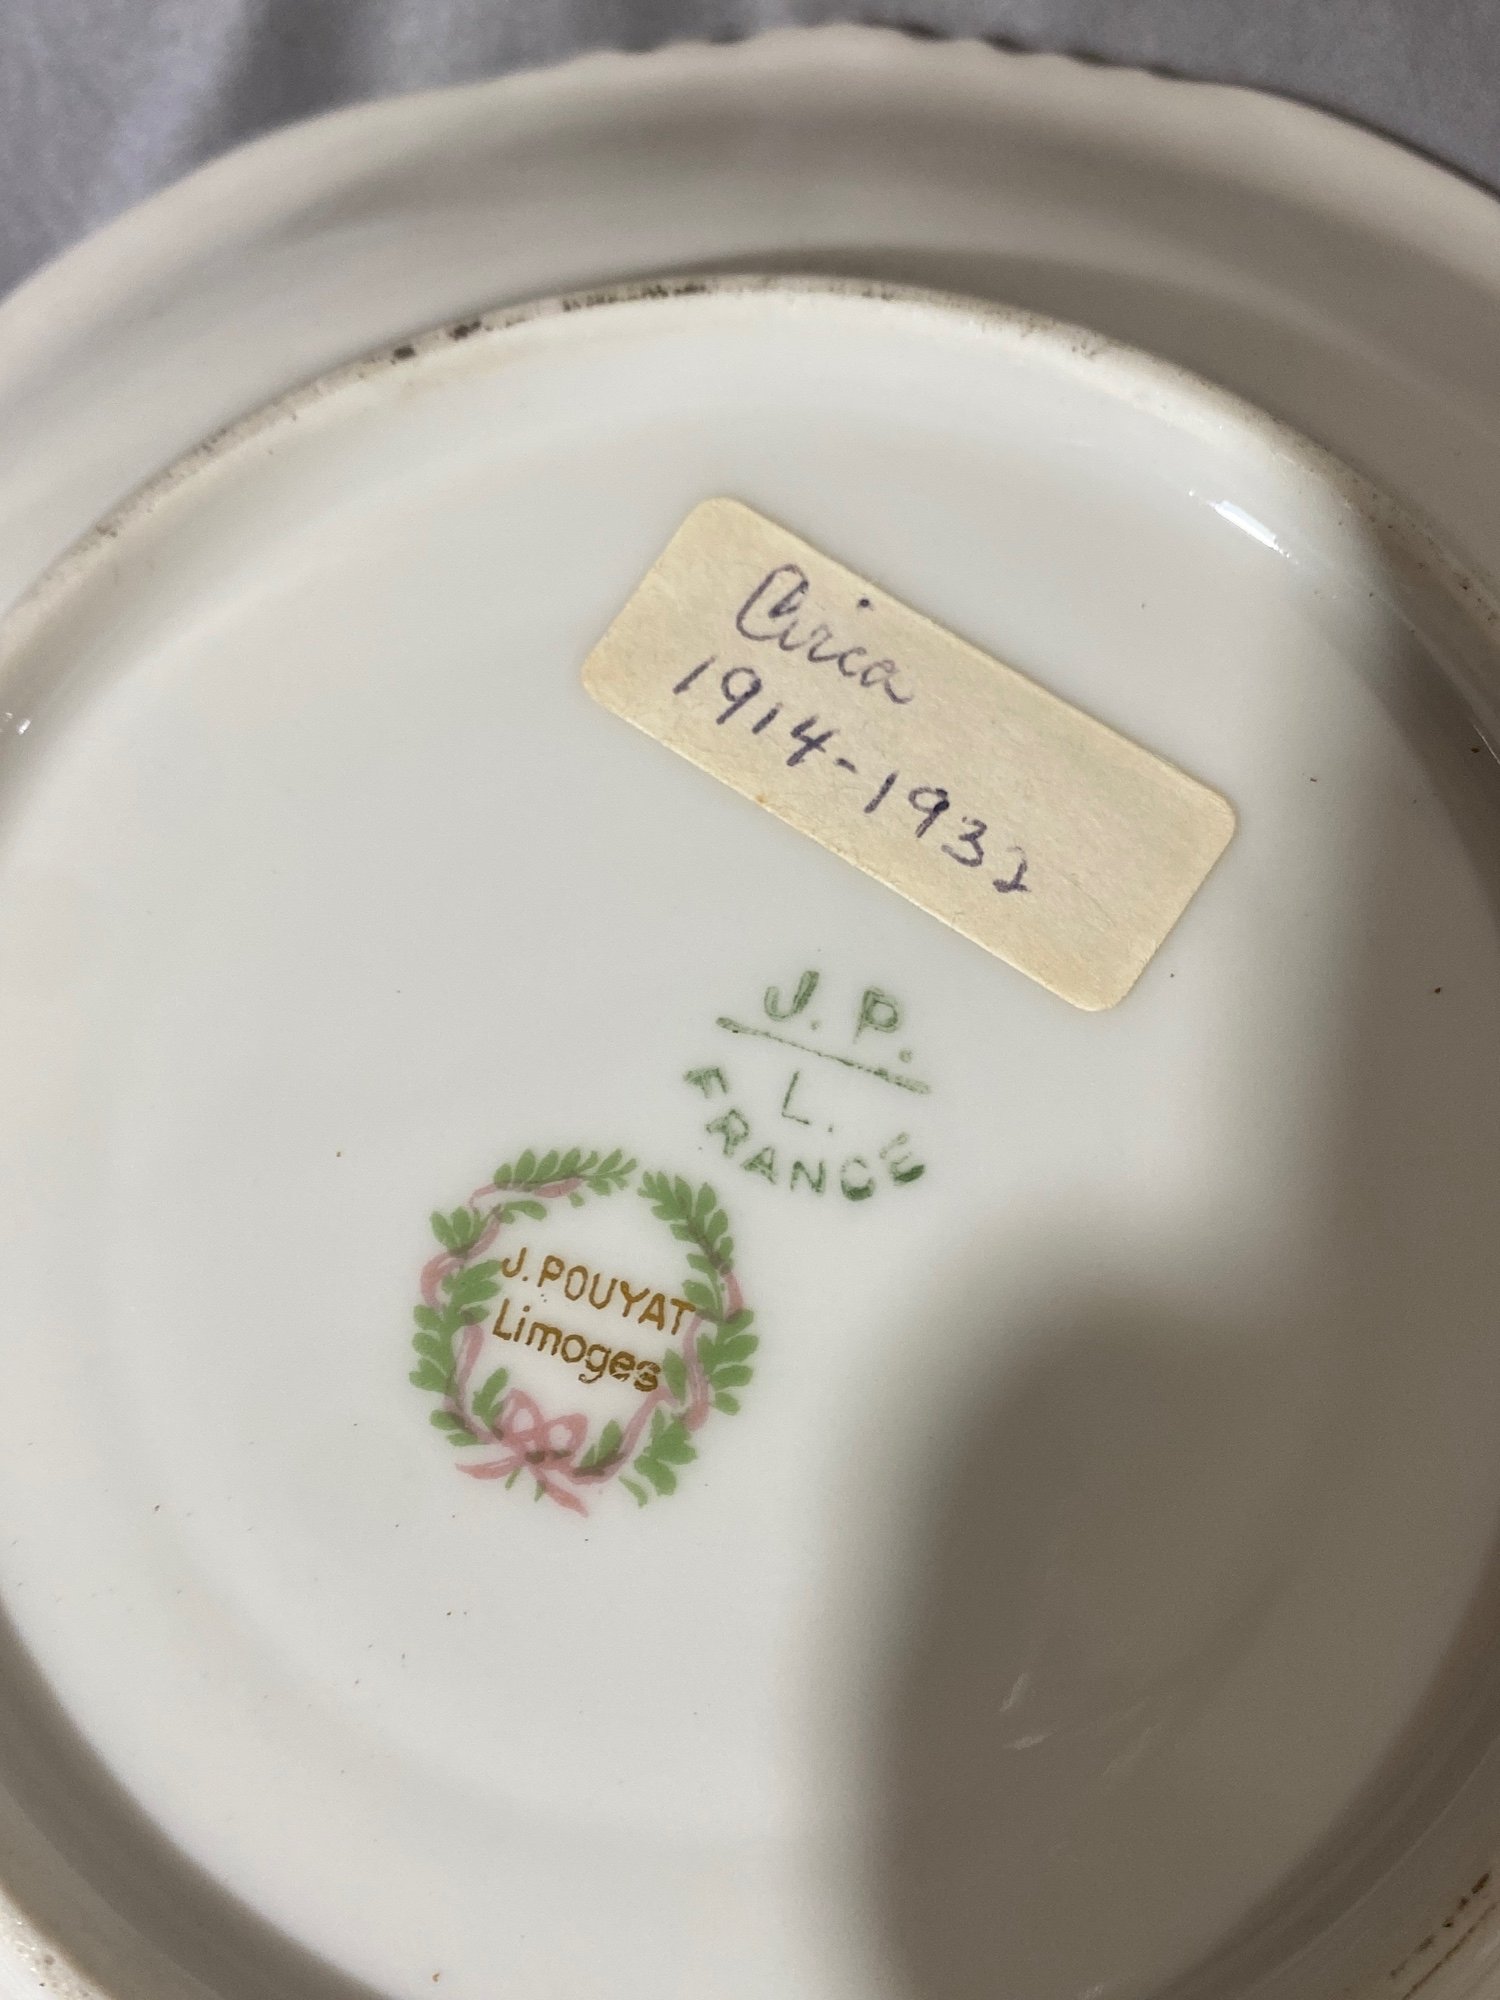 Circa
1914-1932
J. P.
L.
FRANCE
J. POUYAT
Limoges